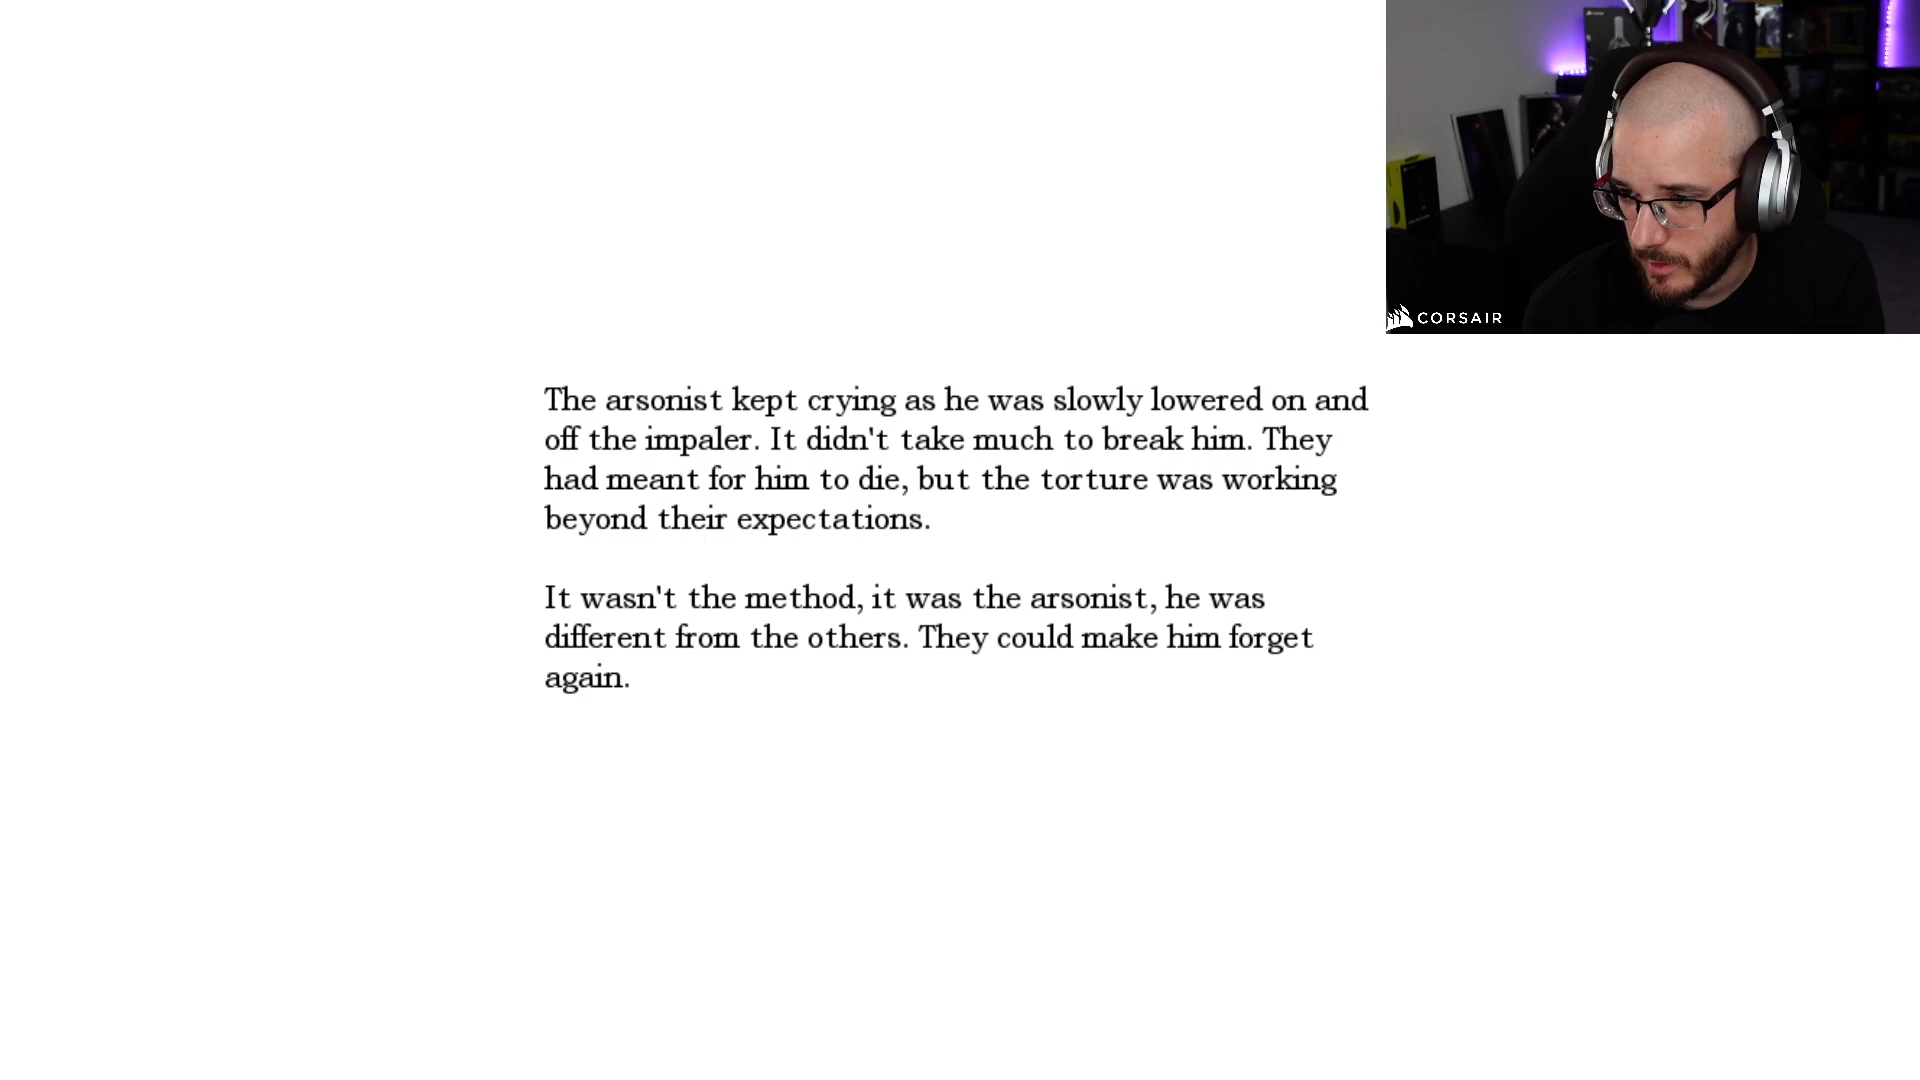 CORSAIR
The arsonist kept crying as he was slowly lowered on and
off the impaler. It didn't take much to break him. They
had meant for him to die, but the torture was working
beyond their expectations.
It wasn't the method, it was the arsonist, he was
different from the others. They could make him forget
again.